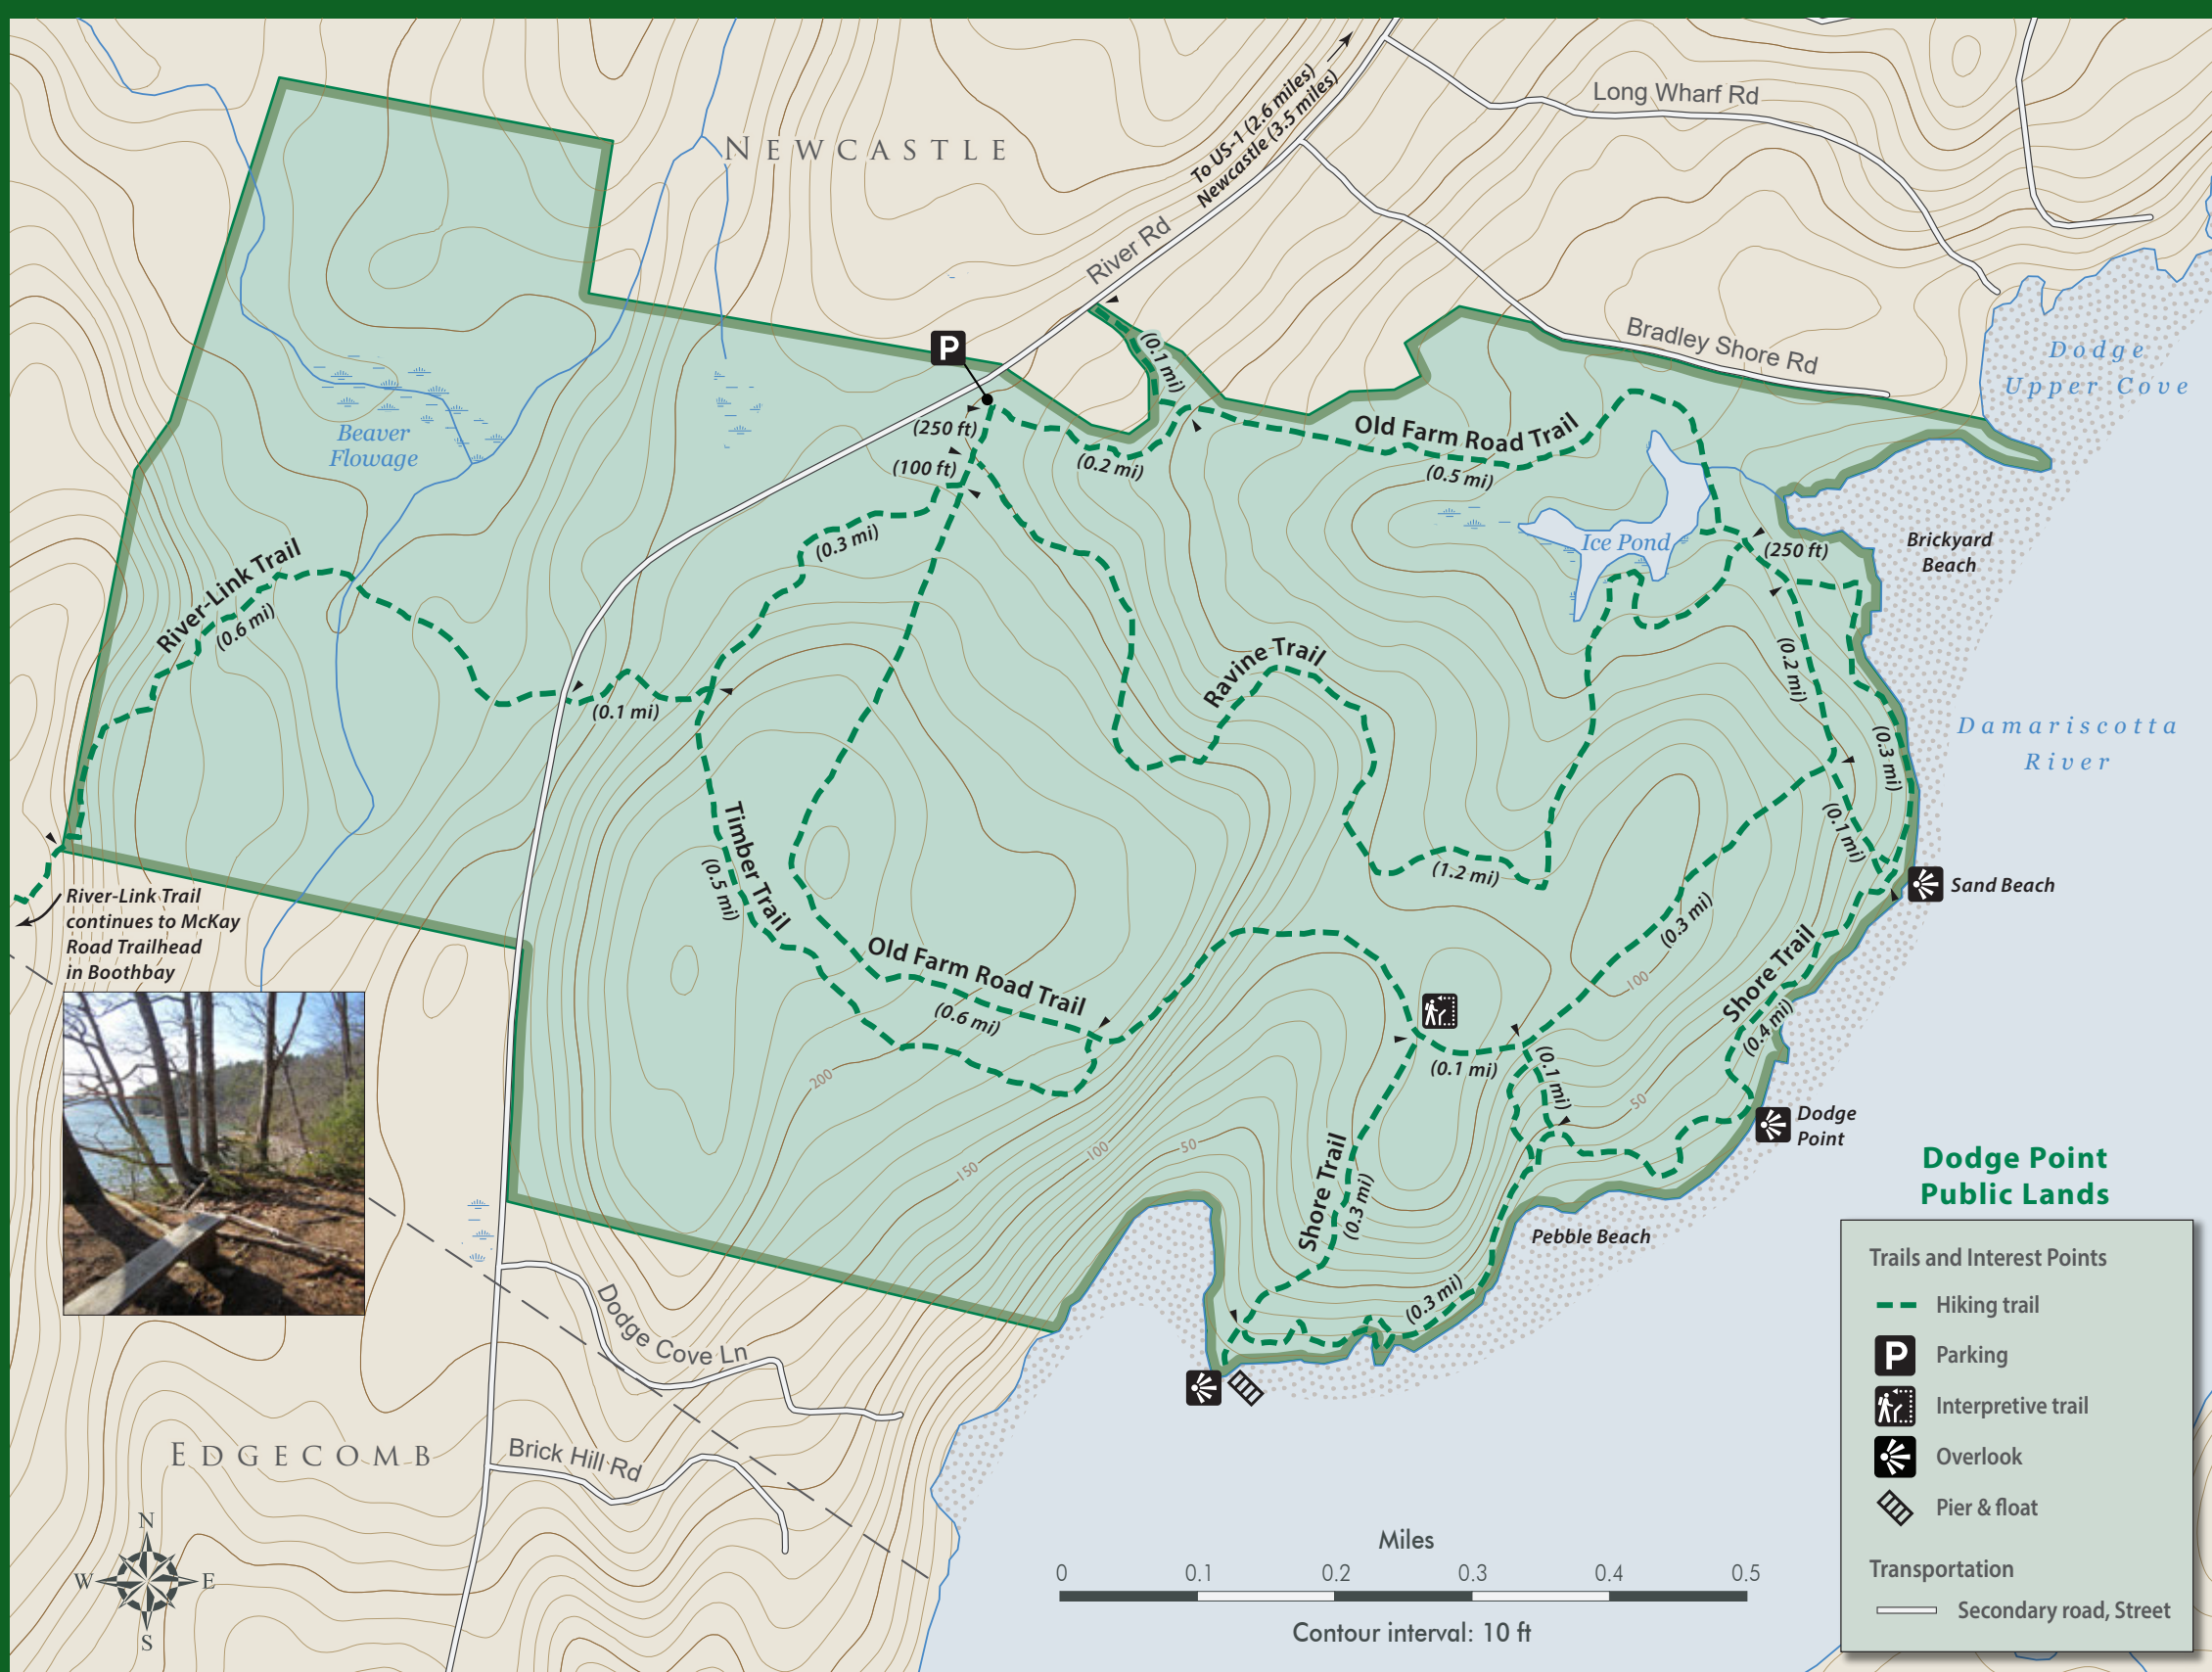 NEWCASTLE
To US-1 (2.6 miles)
Newcastle (3.5 miles)
Long Wharf Rd
River Rd
Bradley Shore Rd
Dodge
Upper Cove
P
(0.1 mi)
(250 ft)
(100 ft)
(0.2 mi)
Old Farm Road Trail
(0.5 mi)
Beaver
Flowage
Ice Pond
(250 ft)
Brickyard
Beach
River-Link Trail
(0.6 mi)
(0.3 mi)
(0.1 mi)
Ravine Trail
(0.2 mi)
(0.3 mi)
Damariscotta
River
Timber Trail
(0.5 mi)
(1.2 mi)
(0.1 mi)
Sand Beach
River-Link Trail
continues to McKay
Road Trailhead
in Boothbay
Old Farm Road Trail
(0.6 mi)
(0.3 mi)
Shore Trail
(0.4 mi)
100
200
(0.1 mi)
(0.1 mi)
50
Dodge
Point
150
100
50
Shore Trail
(0.3 mi)
Pebble Beach
(0.3 mi)
Dodge Cove Ln
Brick Hill Rd
EDGECOMB
N
W
E
S
Miles
0 0.1 0.2 0.3 0.4 0.5
Contour interval: 10 ft
Dodge Point
Public Lands
Trails and Interest Points
Hiking trail
P Parking
Interpretive trail
Overlook
Pier & float
Transportation
Secondary road, Street